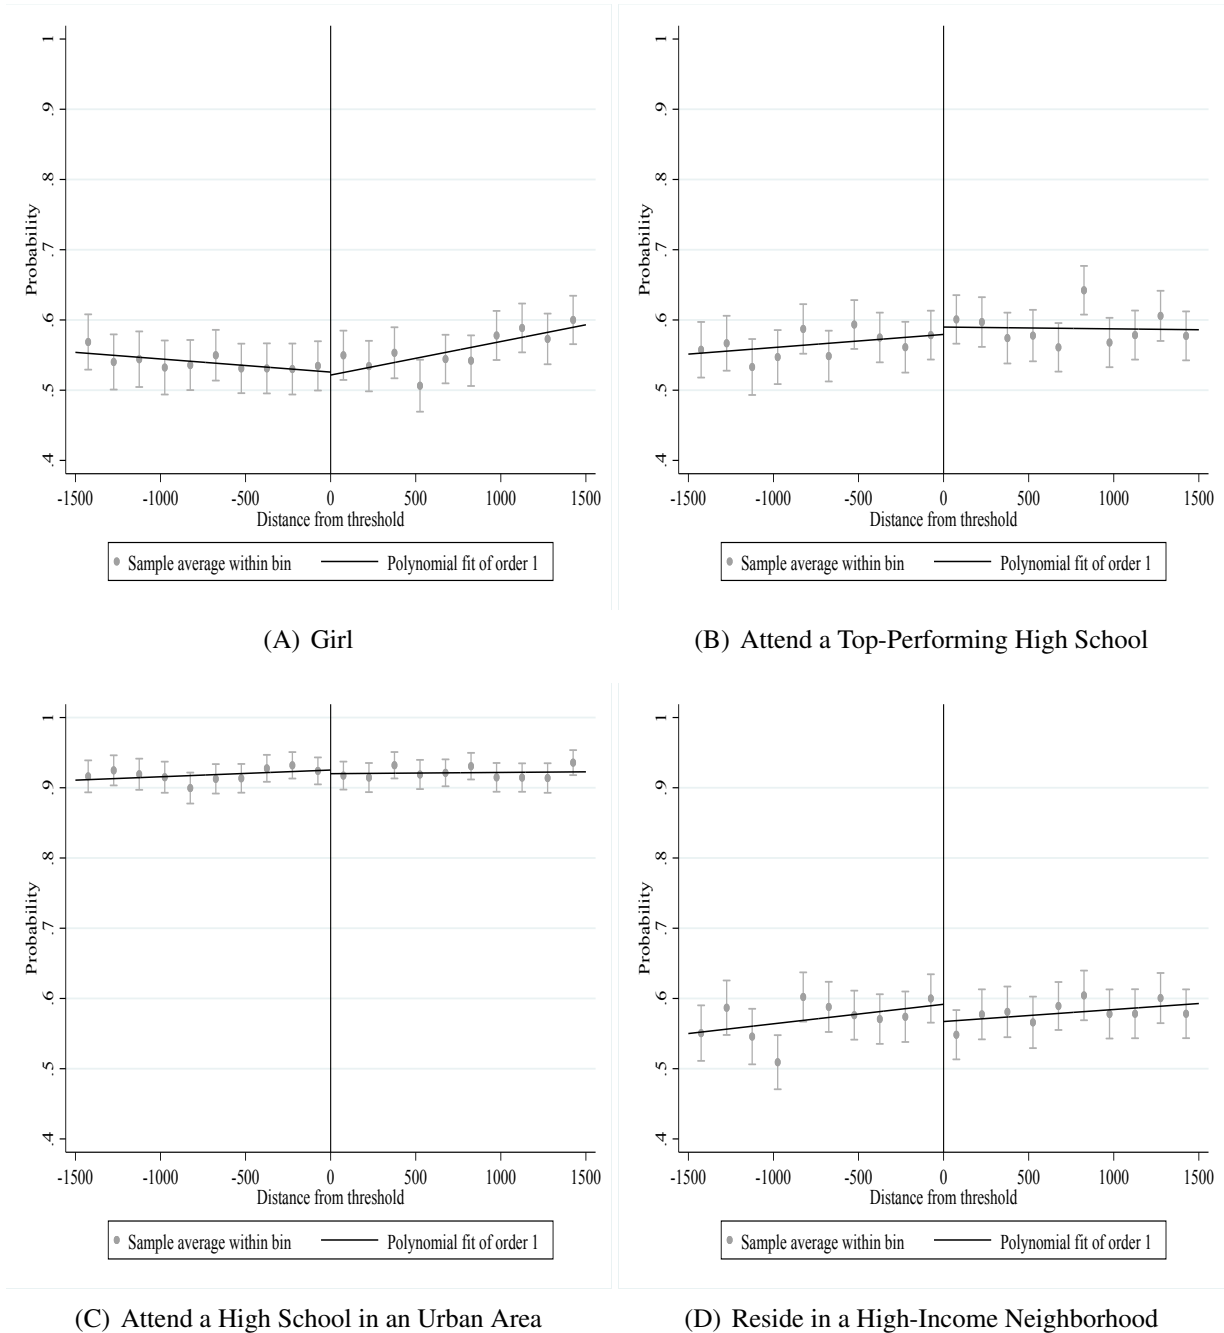 Probability
1
.9
.8
.7
.6
.5
.4
-1500 -1000 -500 0 500 1000 1500
Distance from threshold
Sample average within bin Polynomial fit of order 1
(A) Girl
Probability
1
.9
.8
.7
.6
.5
.4
-1500 -1000 -500 0 500 1000 1500
Distance from threshold
Sample average within bin Polynomial fit of order 1
(B) Attend a Top-Performing High School
Probability
1
.9
.8
.7
.6
.5
.4
-1500 -1000 -500 0 500 1000 1500
Distance from threshold
Sample average within bin Polynomial fit of order 1
(C) Attend a High School in an Urban Area
Probability
1
.9
.8
.7
.6
.5
.4
-1500 -1000 -500 0 500 1000 1500
Distance from threshold
Sample average within bin Polynomial fit of order 1
(D) Reside in a High-Income Neighborhood